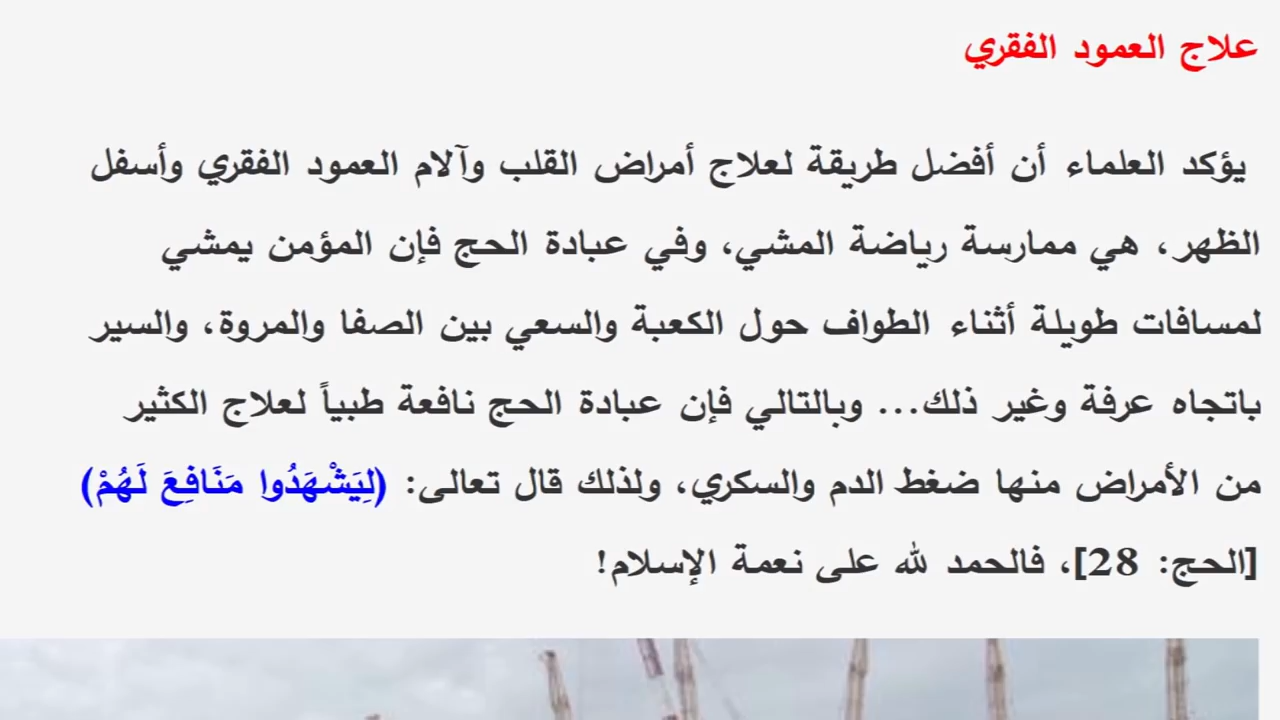 علاج العمود الفقري
يؤكد العلماء أن أفضل طريقة لعلاج أمراض القلب وآلام العمود الفقري وأسفل
الظهر، هي ممارسة رياضة المشي، وفي عبادة الحج فإن المؤمن يمشي
لمسافات طويلة أثناء الطواف حول الكعبة والسعي بين الصفا والمروة، والسير
باتجاه عرفة وغير ذلك... وبالتالي فإن عبادة الحج نافعة طبياً لعلاج الكثير
من الأمراض منها ضغط الدم والسكري، ولذلك قال تعالى: (لِيَشْهَدُوا مَنَافِعَ لَهُمْ)
[الحج: 28]، فالحمد لله على نعمة الإسلام!